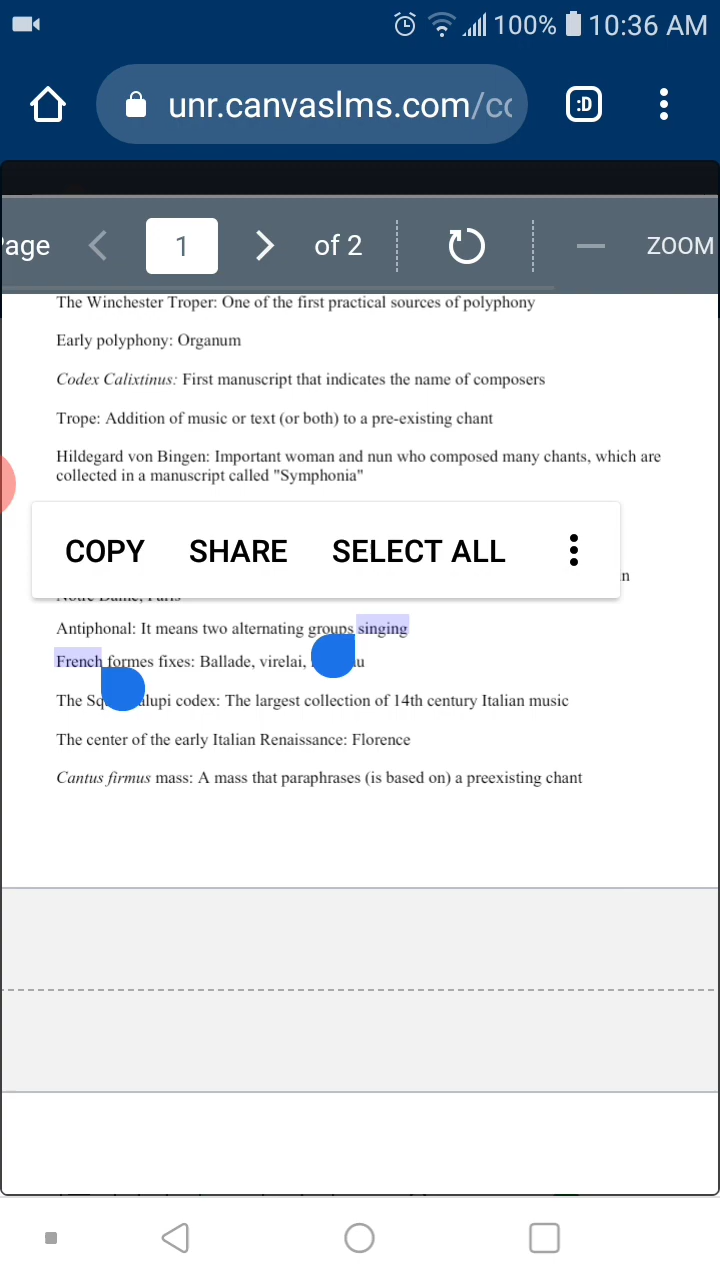 100% 10:36 AM
unr.canvaslms.com/co
:D
age 1 of 2 ZOOM
The Winchester Troper: One of the first practical sources of polyphony
Early polyphony: Organum
Codex Calixtinus: First manuscript that indicates the name of composers
Trope: Addition of music or text (or both) to a pre-existing chant
Hildegard von Bingen: Important woman and nun who composed many chants, which are
collected in a manuscript called "Symphonia"
COPY SHARE SELECT ALL
Antiphonal: It means two alternating groups singing
French formes fixes: Ballade, virelai,
The codex: The largest collection of 14th century Italian music
The center of the early Italian Renaissance: Florence
Cantus firmus mass: A mass that paraphrases (is based on) a preexisting chant